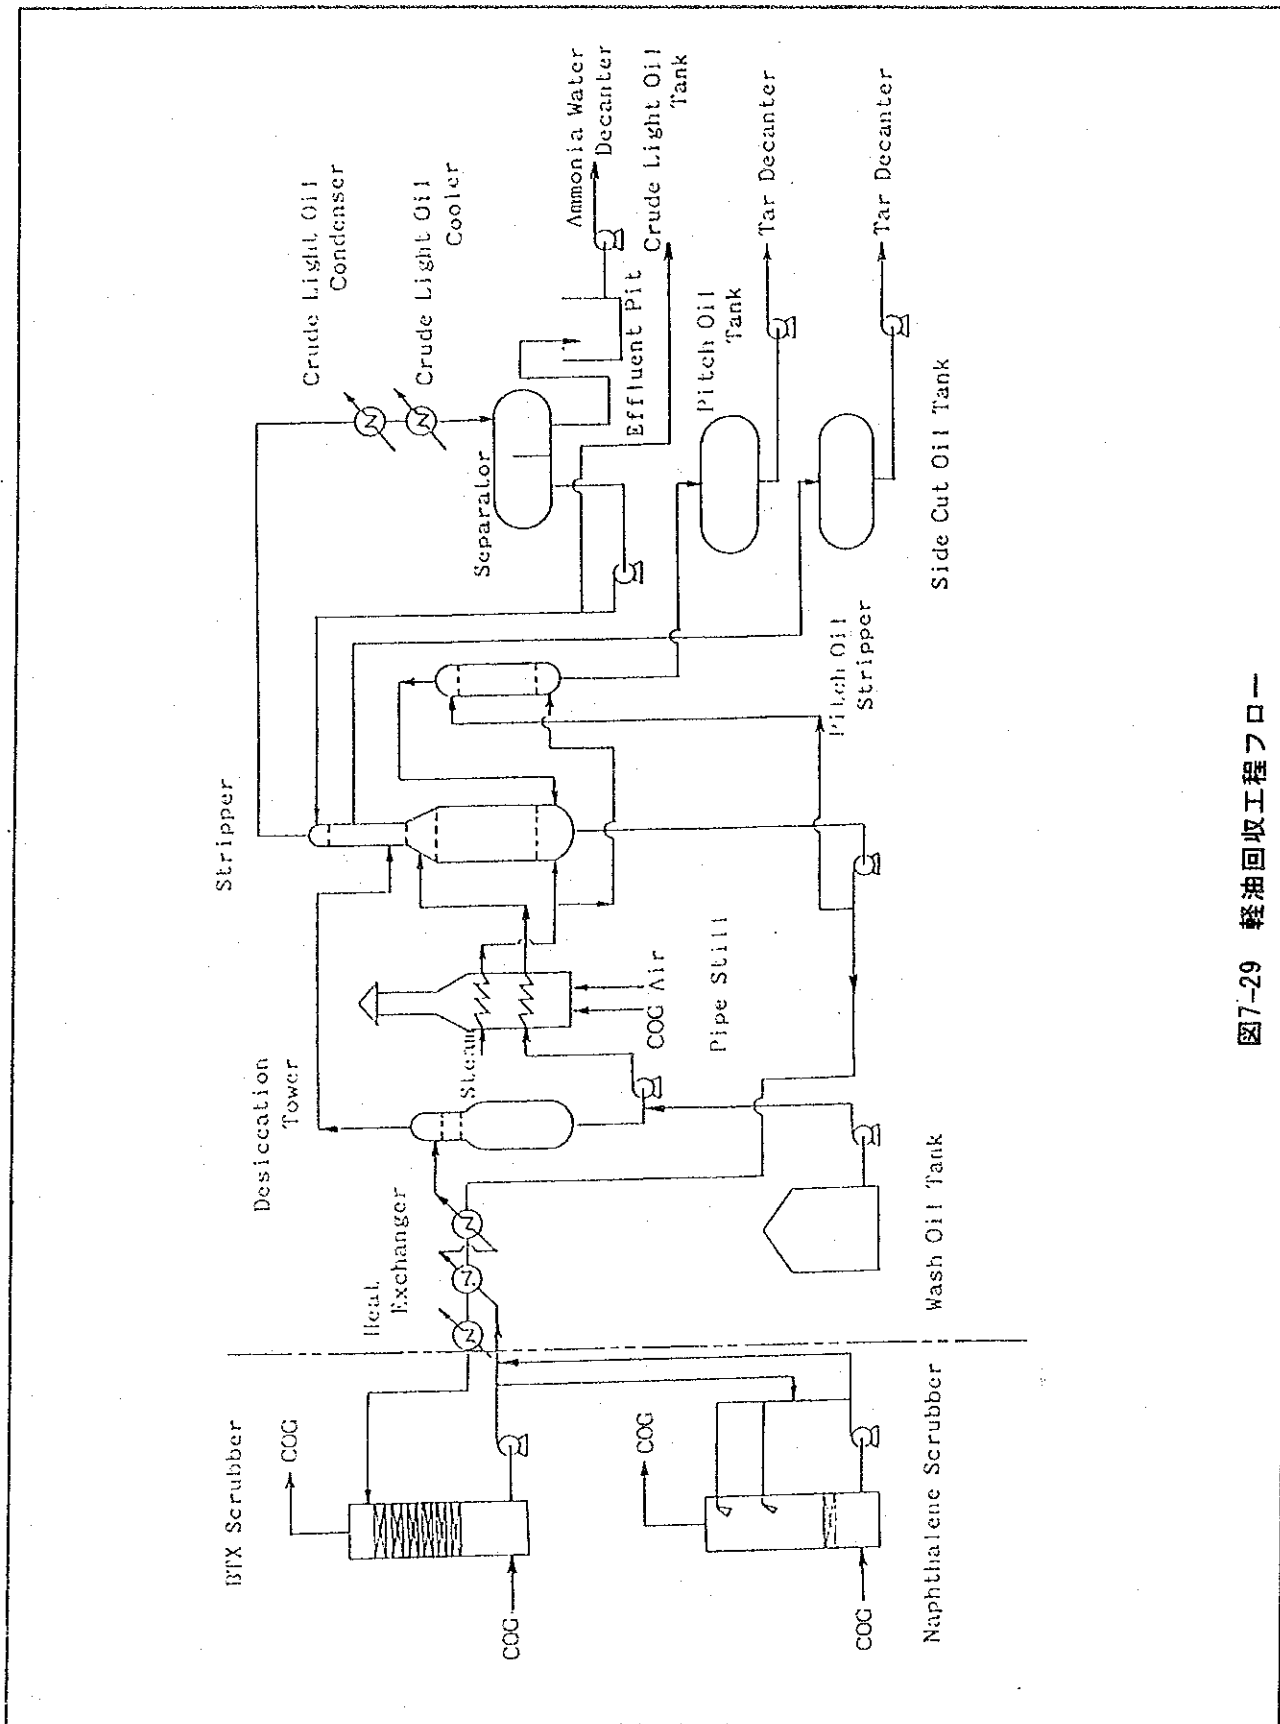 BTX Scrubber
COG
COG
Naphthalene Scrubber
COG
COG
Heat
Exchanger
Desiccation
Tower
Wash Oil Tank
Steam
COG Air
Pipe Still
Stripper
Pitch Oil
Stripper
Crude Light Oil
Condenser
Crude Light Oil
Cooler
Separator
Effluent Pit
Ammonia Water
Decanter
Crude Light Oil
Tank
Pitch Oil
Tank
Tar Decanter
Side Cut Oil Tank
Tar Decanter
図7-29 軽油回収工程フロー